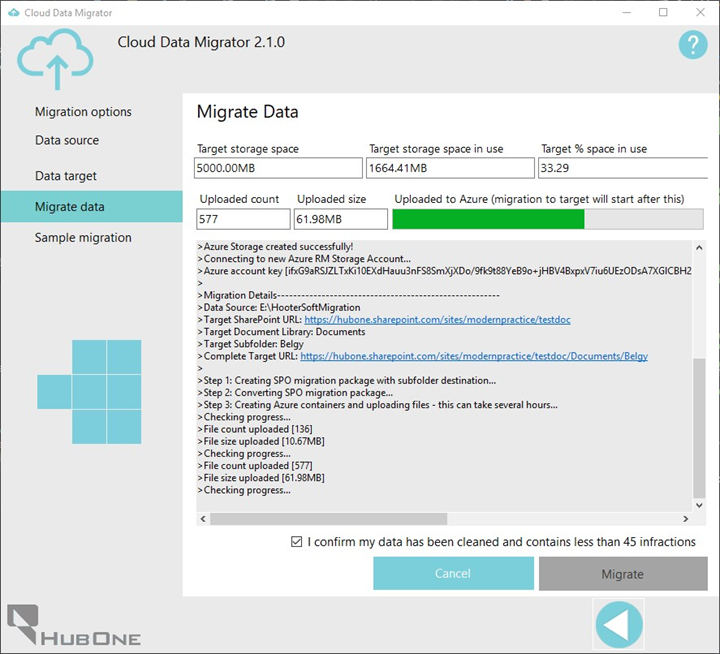 Cloud Data Migrator
Cloud Data Migrator 2.1.0
?
Migration options
Data source
Data target
Migrate data
Sample migration
Migrate Data
Target storage space Target storage space in use Target % space in use
5000.00MB 1664.41MB 33.29
Uploaded count Uploaded size Uploaded to Azure (migration to target will start after this)
577 61.98MB
>Azure Storage created successfully!
>Connecting to new Azure RM Storage Account...
>Azure account key
>
>Migration Details------------------------------------------------------
>Data Source: E:\HooterSoftMigration
>Target SharePoint URL: https://hubone.sharepoint.com/sites/modernpractice/testdoc
>Target Document Library: Documents
>Target Subfolder: Belgy
>Complete Target URL: https://hubone.sharepoint.com/sites/modernpractice/testdoc/Documents/Belgy
>
>Step 1: Creating SPO migration package with subfolder destination...
>Step 2: Converting SPO migration package...
>Step 3: Creating Azure containers and uploading files - this can take several hours...
>Checking progress...
>File count uploaded [136]
>File size uploaded [10.67MB]
>Checking progress...
>File count uploaded [577]
>File size uploaded [61.98MB]
>Checking progress...
I confirm my data has been cleaned and contains less than 45 infractions
Cancel Migrate
HUBONE